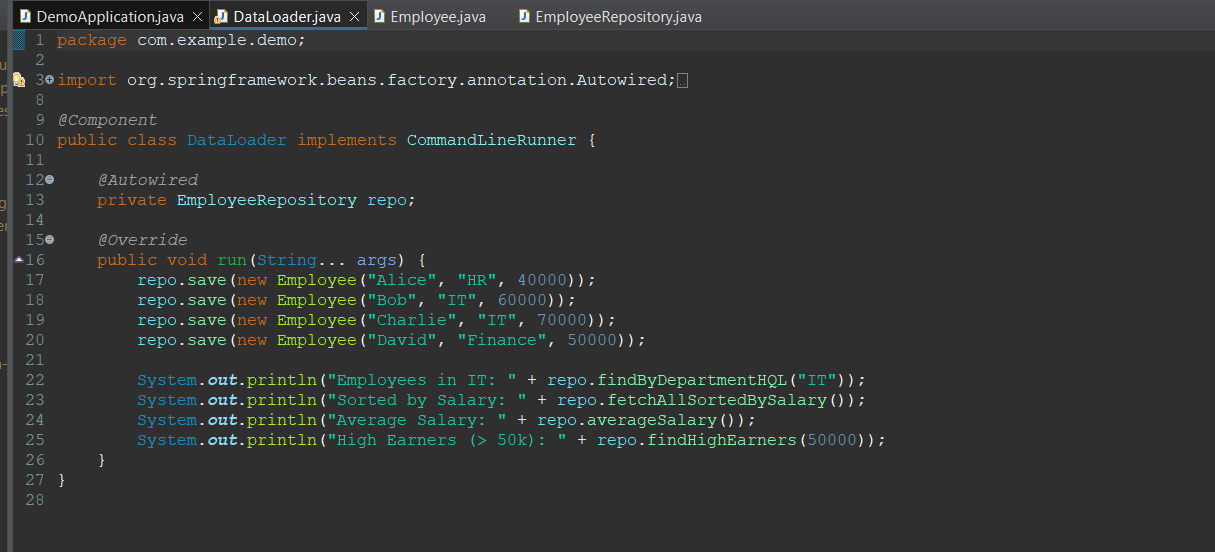 DemoApplication.java DataLoader.java Employee.java EmployeeRepository.java
1 package com.example.demo;
2
3 import org.springframework.beans.factory.annotation.Autowired;
8
9 @Component
10 public class DataLoader implements CommandLineRunner {
11
12 @Autowired
13 private EmployeeRepository repo;
14
15 @Override
16 public void run(String... args) {
17 repo.save(new Employee("Alice", "HR", 40000));
18 repo.save(new Employee("Bob", "IT", 60000));
19 repo.save(new Employee("Charlie", "IT", 70000));
20 repo.save(new Employee("David", "Finance", 50000));
21
22 System.out.println("Employees in IT: " + repo.findByDepartmentHQL("IT"));
23 System.out.println("Sorted by Salary: " + repo.fetchAllSortedBySalary());
24 System.out.println("Average Salary: " + repo.averageSalary());
25 System.out.println("High Earners (> 50k): " + repo.findHighEarners(50000));
26 }
27 }
28